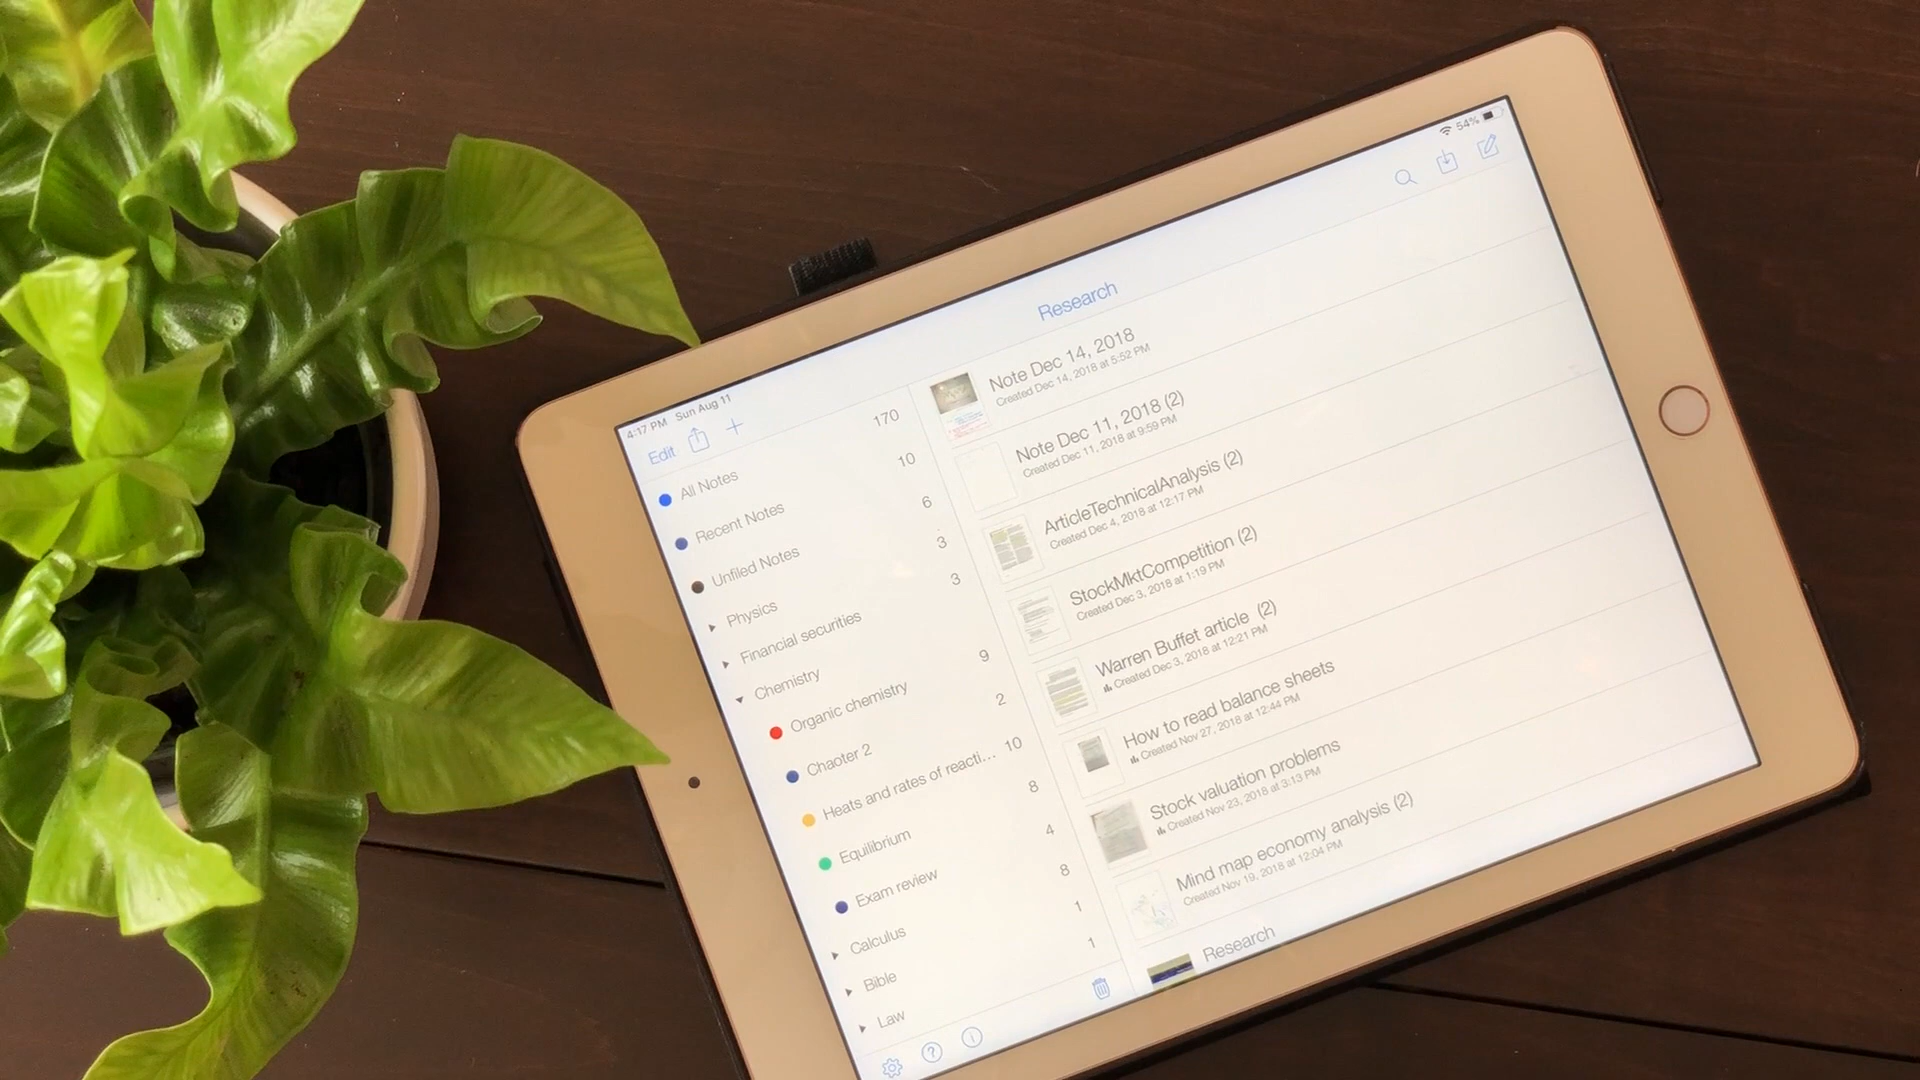 4:17 PM Sun Aug 11
54%
Edit
Research
All Notes 170
Recent Notes 10
Unfiled Notes 6
Physics 3
Financial securities 3
Chemistry
Organic chemistry 9
Chaoter 2 2
Heats and rates of reacti... 10
Equilibrium 8
Exam review 4
Calculus 8
Bible 1
Law 1
?
i
Note Dec 14, 2018
Created Dec 14, 2018 at 5:52 PM
Note Dec 11, 2018 (2)
Created Dec 11, 2018 at 9:59 PM
ArticleTechnicalAnalysis (2)
Created Dec 4, 2018 at 12:17 PM
StockMktCompetition (2)
Created Dec 3, 2018 at 1:19 PM
Warren Buffet article (2)
Created Dec 3, 2018 at 12:21 PM
How to read balance sheets
Created Nov 27, 2018 at 12:44 PM
Stock valuation problems
Created Nov 23, 2018 at 3:13 PM
Mind map economy analysis (2)
Created Nov 19, 2018 at 12:04 PM
Research